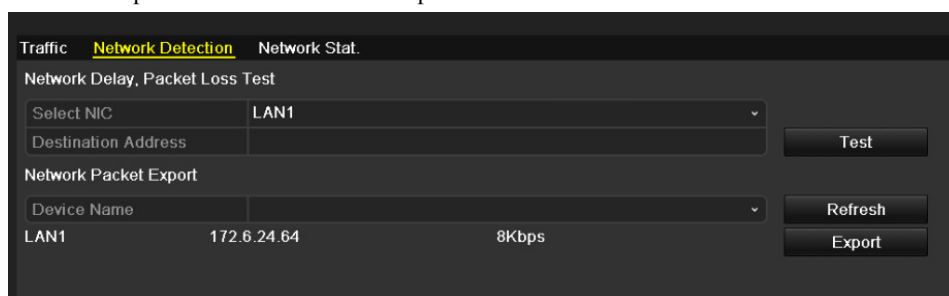 Traffic Network Detection Network Stat.
Network Delay, Packet Loss Test
Select NIC LAN1
Destination Address Test
Network Packet Export
Device Name Refresh
LAN1 172.6.24.64 8Kbps Export